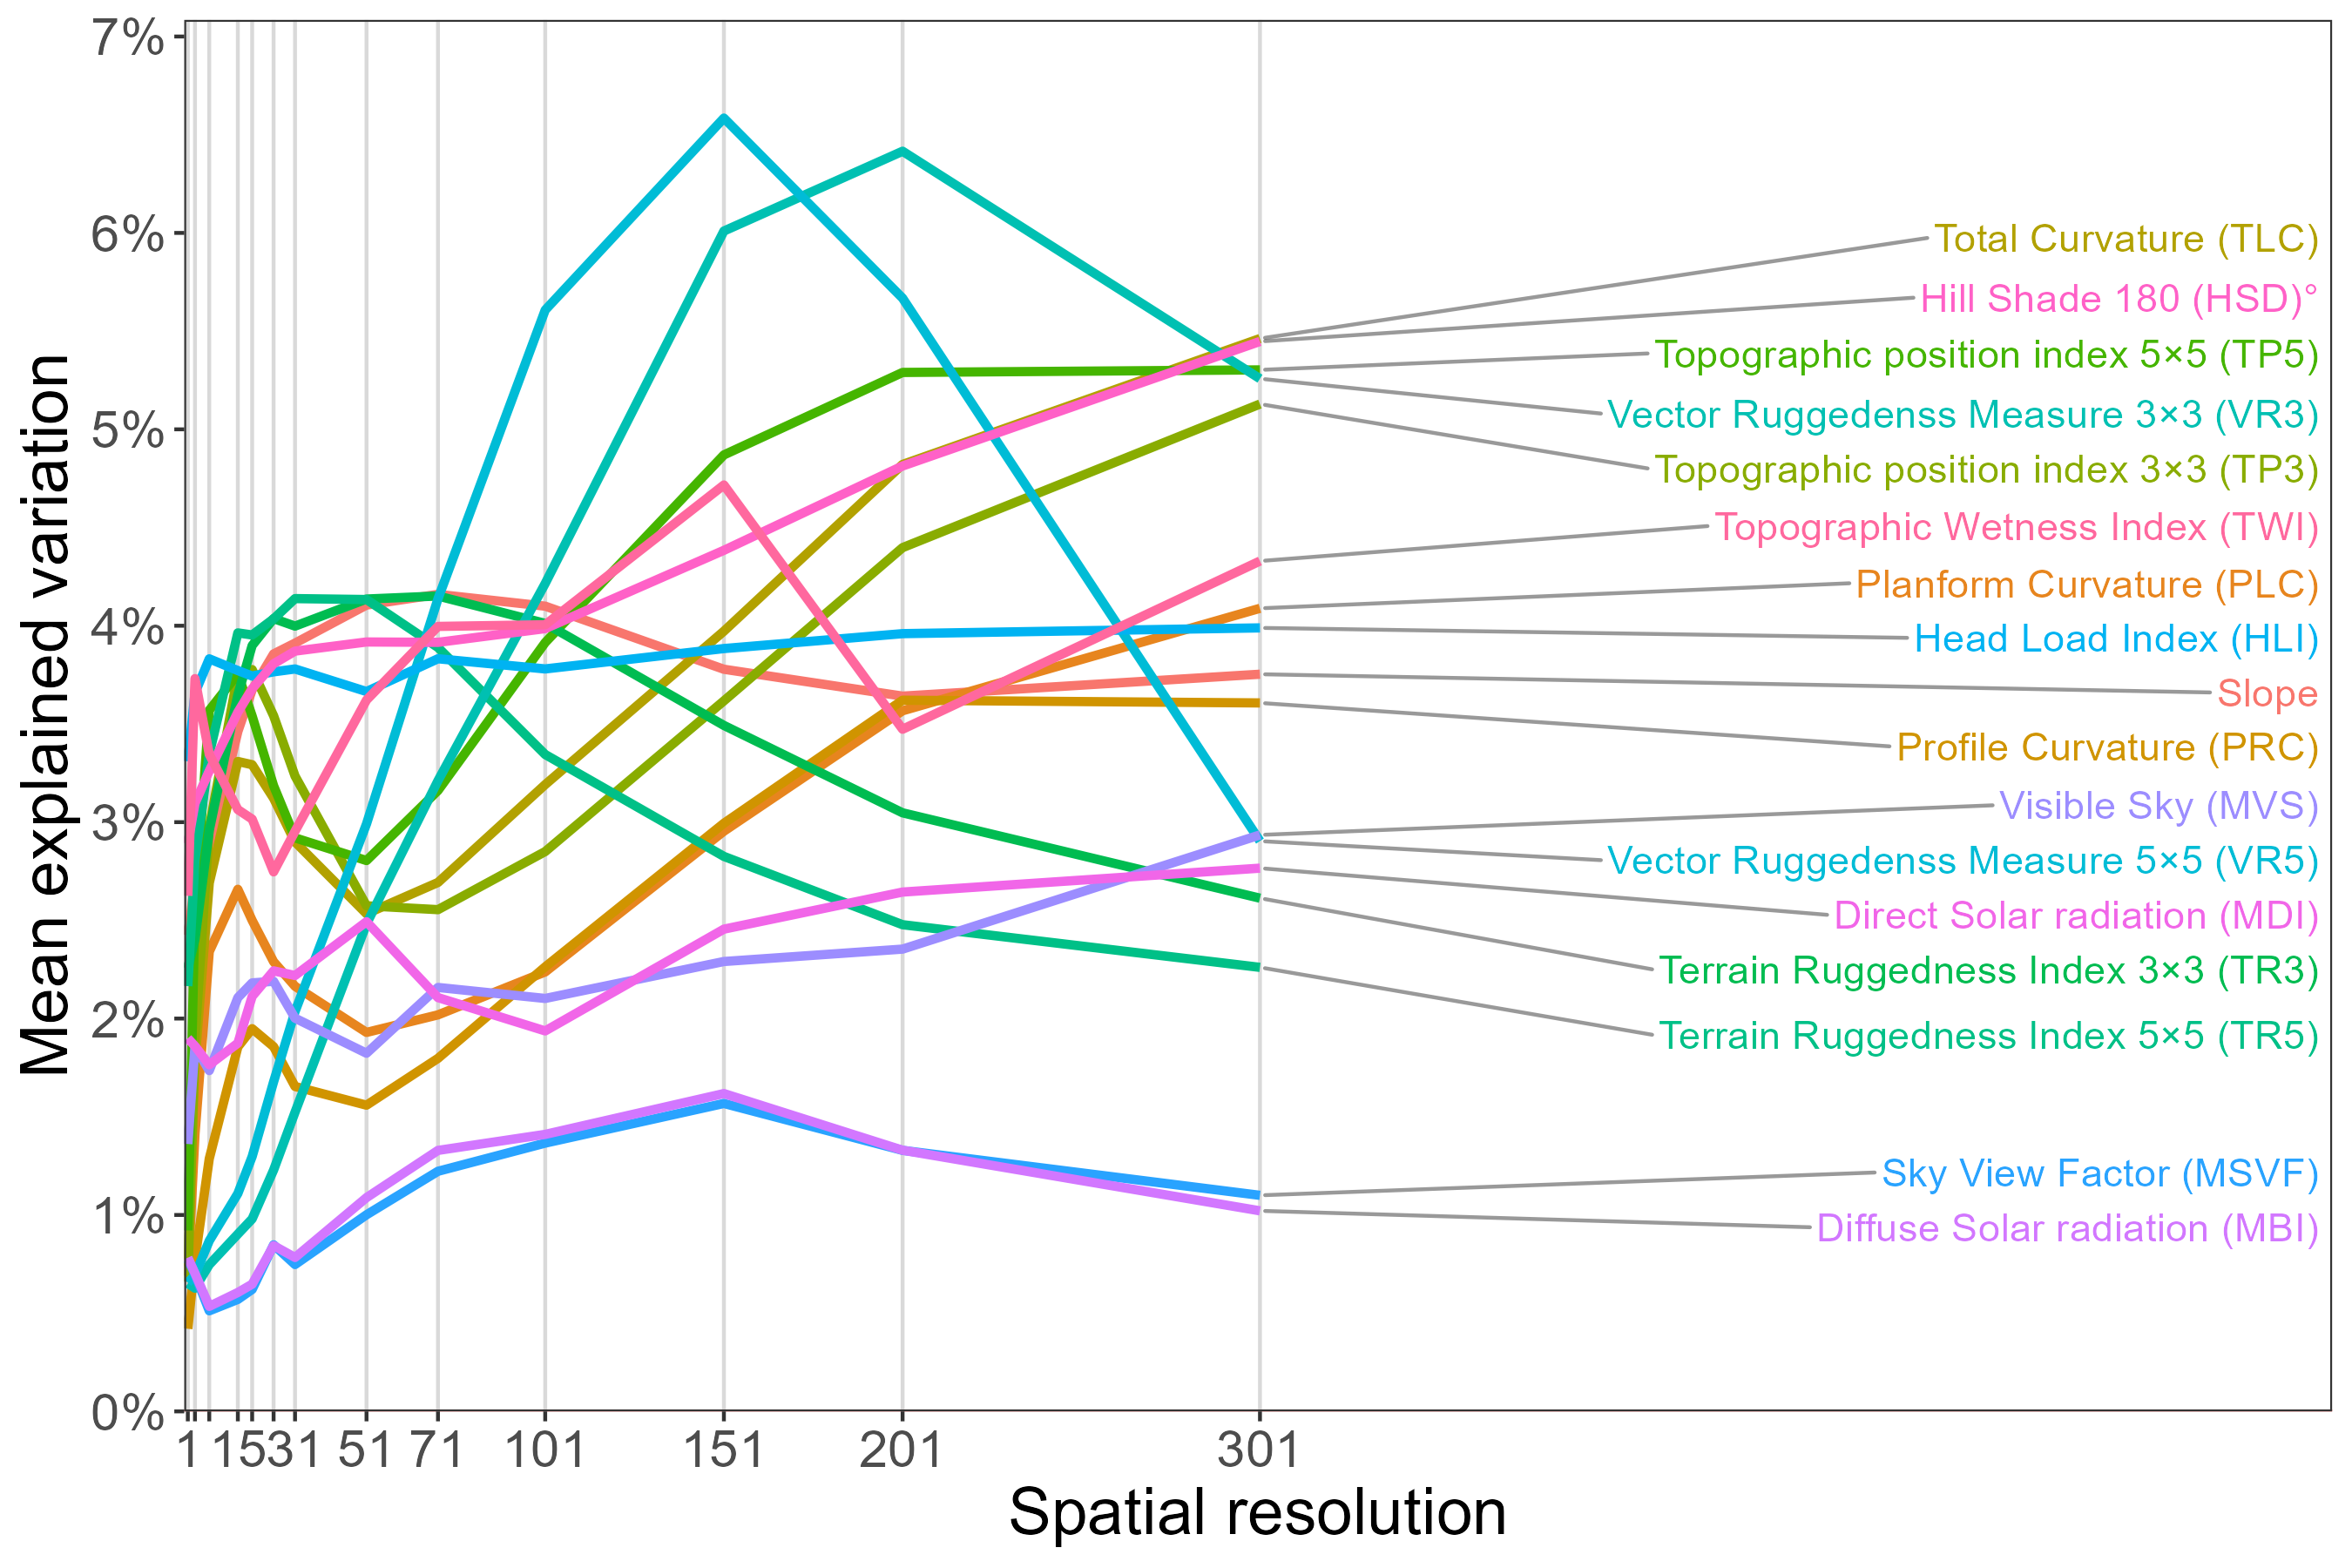 7%
6%
5%
4%
3%
2%
1%
0%
Mean explained variation
Total Curvature (TLC)
Hill Shade 180 (HSD)°
Topographic position index 5×5 (TP5)
Vector Ruggedenss Measure 3×3 (VR3)
Topographic position index 3×3 (TP3)
Topographic Wetness Index (TWI)
Planform Curvature (PLC)
Head Load Index (HLI)
Slope
Profile Curvature (PRC)
Visible Sky (MVS)
Vector Ruggedenss Measure 5×5 (VR5)
Direct Solar radiation (MDI)
Terrain Ruggedness Index 3×3 (TR3)
Terrain Ruggedness Index 5×5 (TR5)
Sky View Factor (MSVF)
Diffuse Solar radiation (MBI)
1 15 31 51 71 101 151 201 301
Spatial resolution